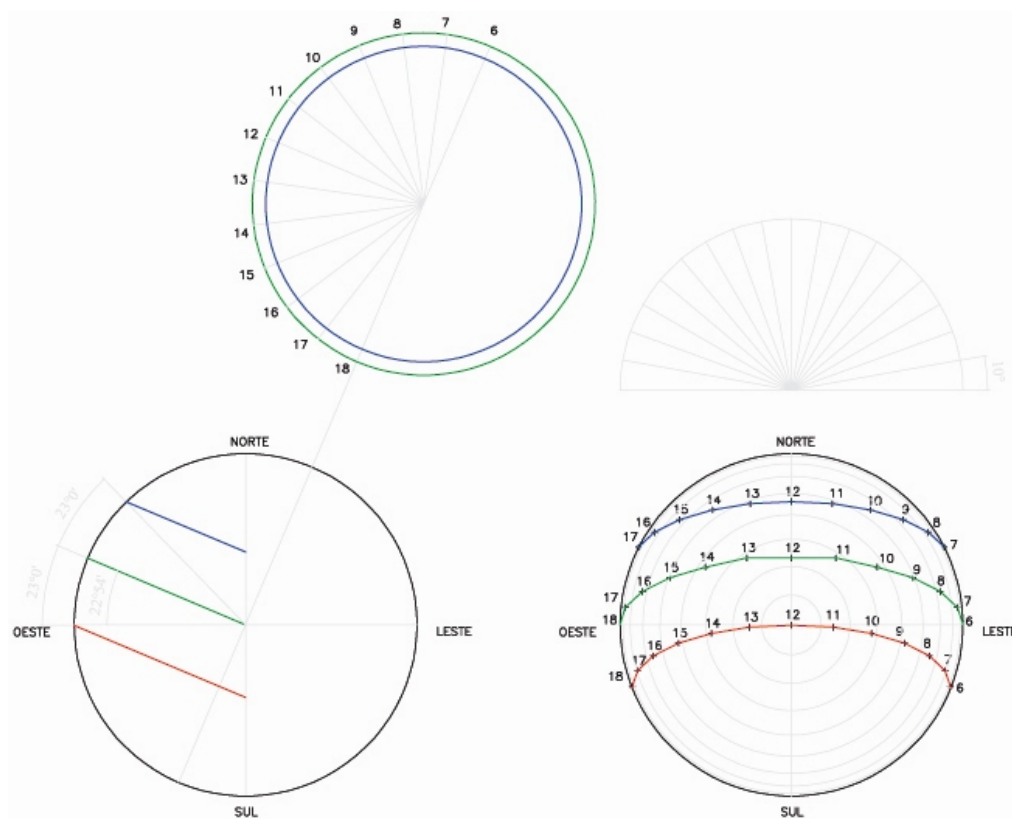 9 8 7 6
10
11
12
13
14
15
16
17
18
10°
NORTE
23°0'
23°0'
22°54'
OESTE
LESTE
SUL
NORTE
17 16 15 14 13 12 11 10 9 8 7
18 17 16 15 14 13 12 11 10 9 8 7 6
18 17 16 15 14 13 12 11 10 9 8 7 6
OESTE
LEST
SUL